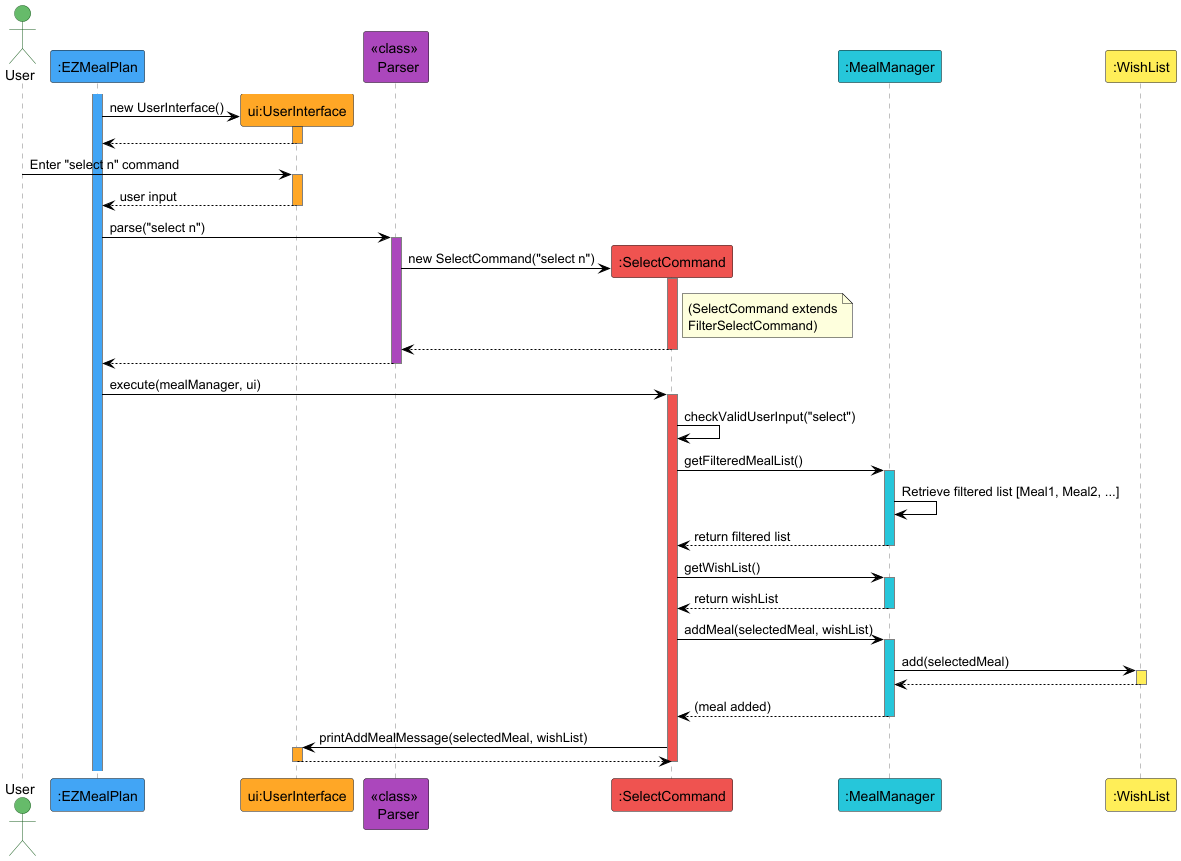 User
:EZMealPlan
«class»
Parser
:MealManager
:WishList
new UserInterface()
ui:UserInterface
Enter "select n" command
user input
parse("select n")
new SelectCommand("select n")
:SelectCommand
(SelectCommand extends
FilterSelectCommand)
execute(mealManager, ui)
checkValidUserInput("select")
getFilteredMealList()
Retrieve filtered list [Meal1, Meal2, ...]
return filtered list
getWishList()
return wishList
addMeal(selectedMeal, wishList)
add(selectedMeal)
(meal added)
printAddMealMessage(selectedMeal, wishList)
User
:EZMealPlan
ui:UserInterface
«class»
Parser
:SelectCommand
:MealManager
:WishList